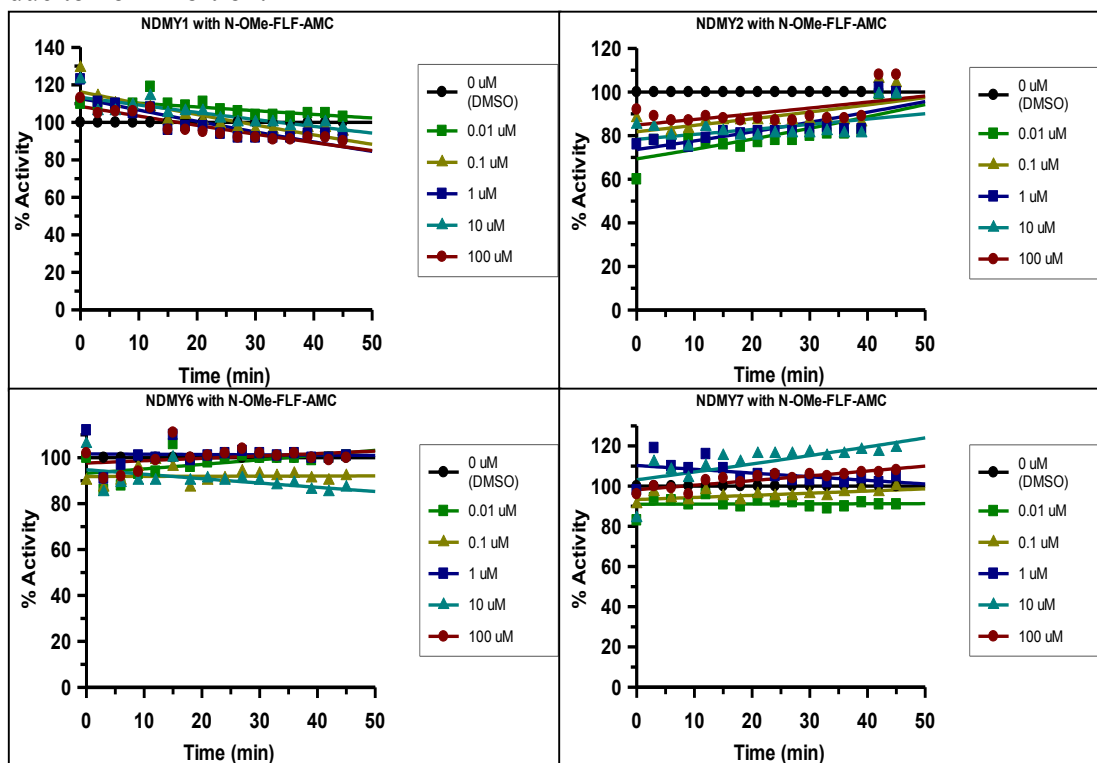 due to
NDMY1 with N-OMe-FLF-AMC
% Activity
140
120
100
80
60
40
20
0
0 10 20 30 40 50
Time (min)
0 uM
(DMSO)
0.01 uM
0.1 uM
1 uM
10 uM
100 uM
NDMY2 with N-OMe-FLF-AMC
% Activity
120
100
80
60
40
20
0
0 10 20 30 40 50
Time (min)
0 uM
(DMSO)
0.01 uM
0.1 uM
1 uM
10 uM
100 uM
NDMY6 with N-OMe-FLF-AMC
% Activity
100
80
60
40
20
0
0 10 20 30 40 50
Time (min)
0 uM
(DMSO)
0.01 uM
0.1 uM
1 uM
10 uM
100 uM
NDMY7 with N-OMe-FLF-AMC
% Activity
120
100
80
60
40
20
0
0 10 20 30 40 50
Time (min)
0 uM
(DMSO)
0.01 uM
0.1 uM
1 uM
10 uM
100 uM